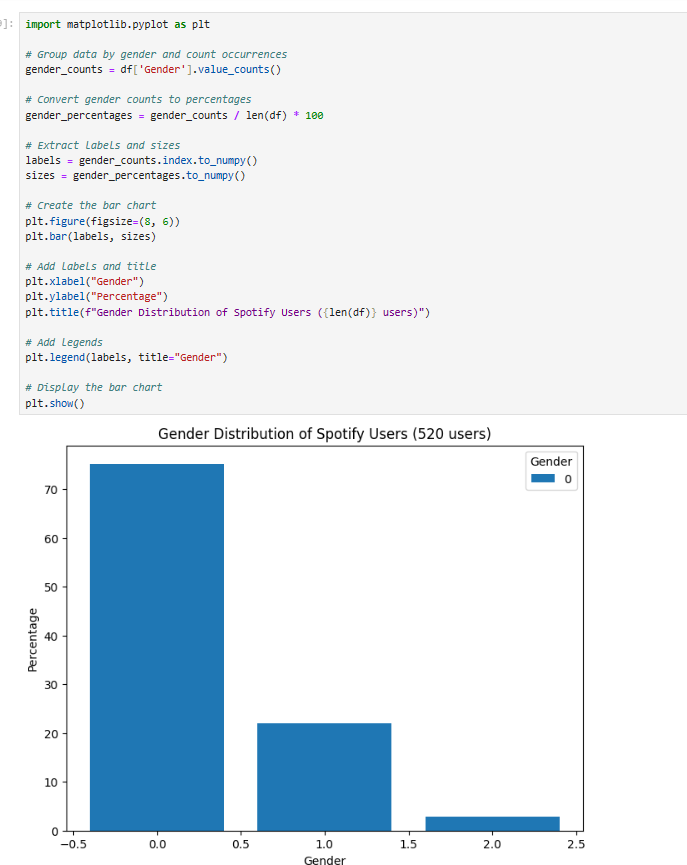 ]:
import matplotlib.pyplot as plt
# Group data by gender and count occurrences
gender_counts = df['Gender'].value_counts()
# Convert gender counts to percentages
gender_percentages = gender_counts / len(df) * 100
# Extract labels and sizes
labels = gender_counts.index.to_numpy()
sizes = gender_percentages.to_numpy()
# Create the bar chart
plt.figure(figsize=(8, 6))
plt.bar(labels, sizes)
# Add labels and title
plt.xlabel("Gender")
plt.ylabel("Percentage")
plt.title(f"Gender Distribution of Spotify Users ({len(df)} users)")
# Add legends
plt.legend(labels, title="Gender")
# Display the bar chart
plt.show()
Gender Distribution of Spotify Users (520 users)
Gender
0
70
60
50
40
30
20
10
0
Percentage
−0.5 0.0 0.5 1.0 1.5 2.0 2.5
Gender